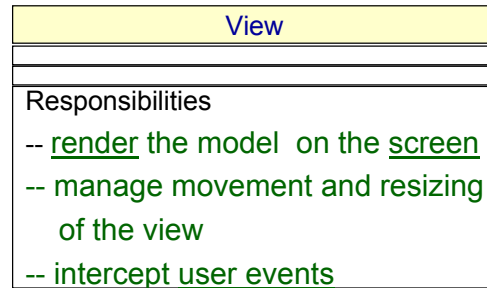 View
Responsibilities
-- render the model on the screen
-- manage movement and resizing
of the view
-- intercept user events